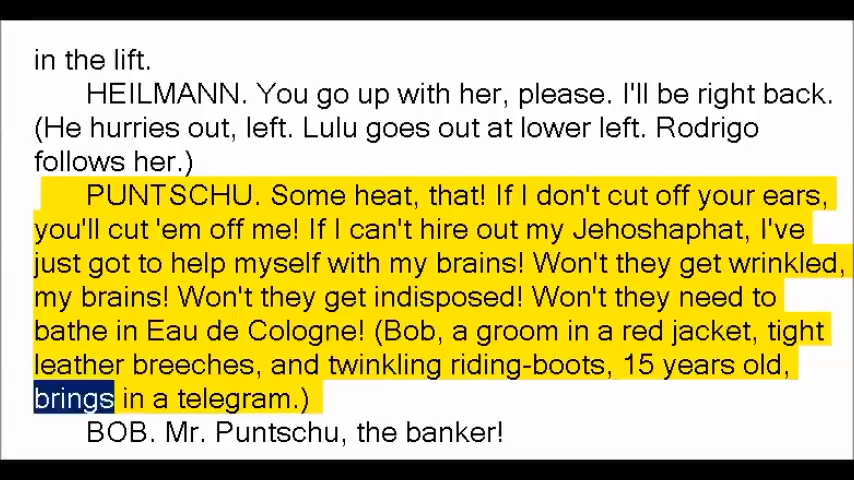 in the lift.
HEILMANN. You go up with her, please. I'll be right back.
(He hurries out, left. Lulu goes out at lower left. Rodrigo
follows her.)
PUNTSCHU. Some heat, that! If I don't cut off your ears,
you'll cut 'em off me! If I can't hire out my Jehoshaphat, I've
just got to help myself with my brains! Won't they get wrinkled,
my brains! Won't they get indisposed! Won't they need to
bathe in Eau de Cologne! (Bob, a groom in a red jacket, tight
leather breeches, and twinkling riding-boots, 15 years old,
brings in a telegram.)
BOB. Mr. Puntschu, the banker!